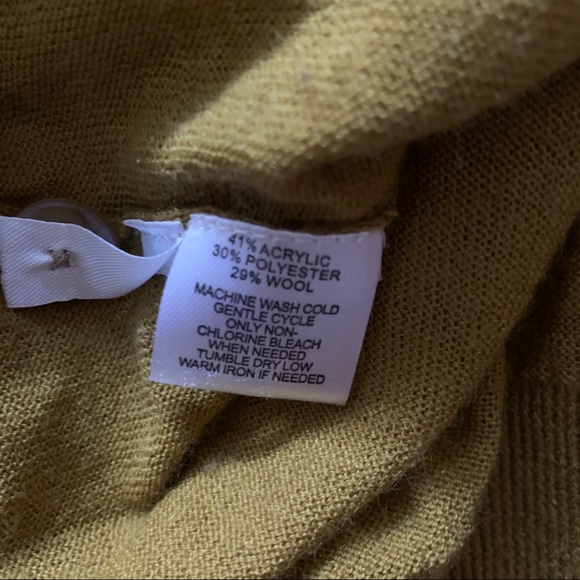 41% ACRYLIC
30% POLYESTER
29% WOOL
MACHINE WASH COLD
GENTLE CYCLE
ONLY NON-
CHLORINE BLEACH
WHEN NEEDED
TUMBLE DRY LOW
WARM IRON IF NEEDED